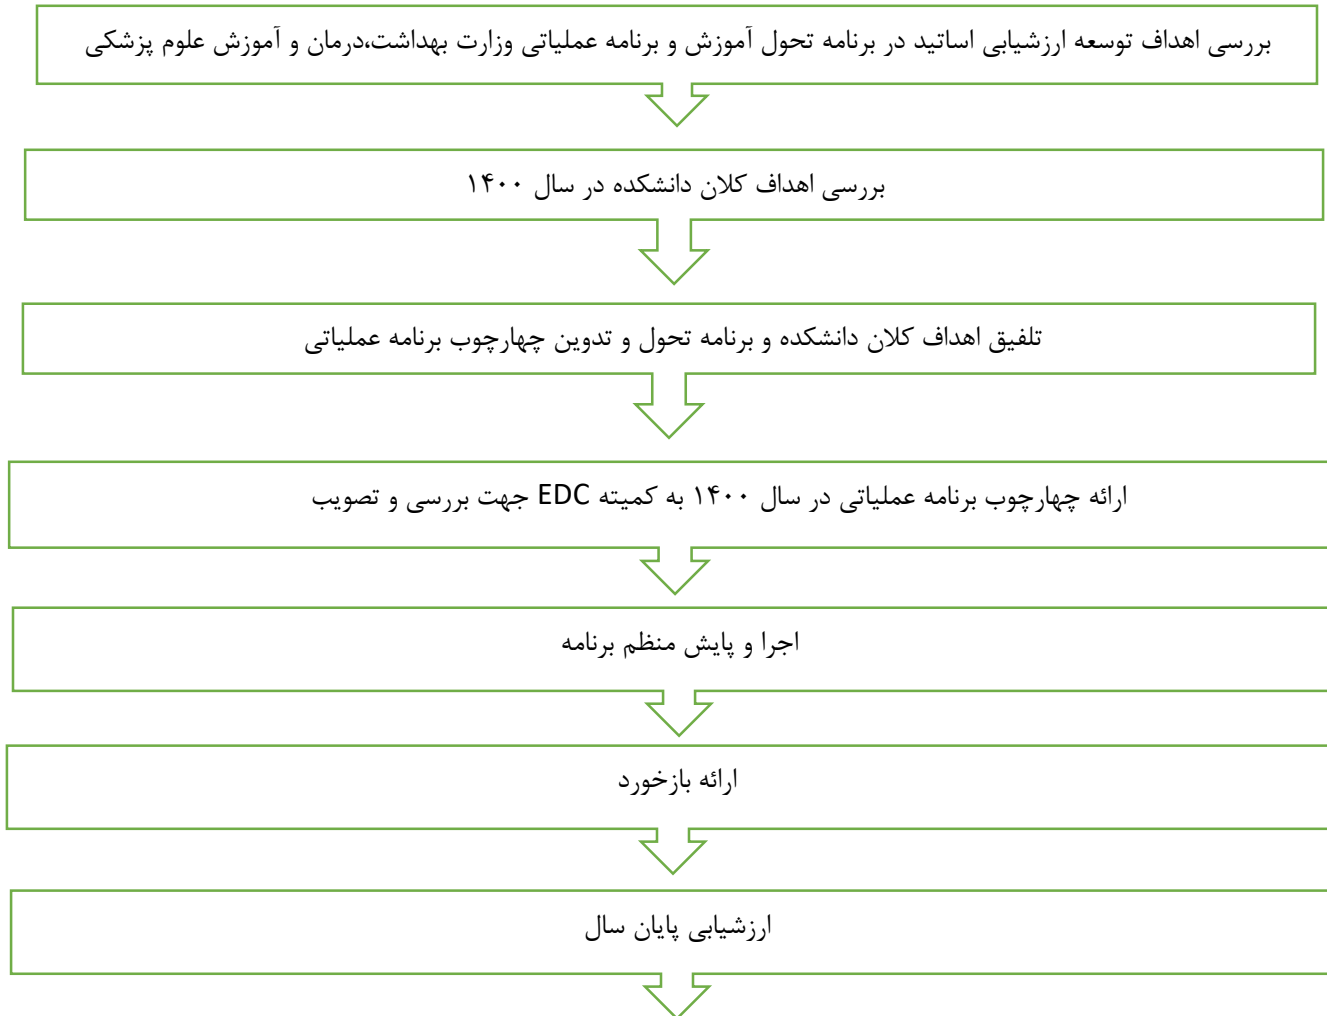 بررسی اهداف توسعه ارزشیابی اساتید در برنامه تحول آموزش و برنامه عملیاتی وزارت بهداشت،درمان و آموزش علوم پزشکی
بررسی اهداف کلان دانشکده در سال ۱۴۰۰
تلفیق اهداف کلان دانشکده و برنامه تحول و تدوین چهارچوب برنامه عملیاتی
ارائه چهارچوب برنامه عملیاتی در سال ۱۴۰۰ به کمیته EDC جهت بررسی و تصویب
اجرا و پایش منظم برنامه
ارائه بازخورد
ارزشیابی پایان سال